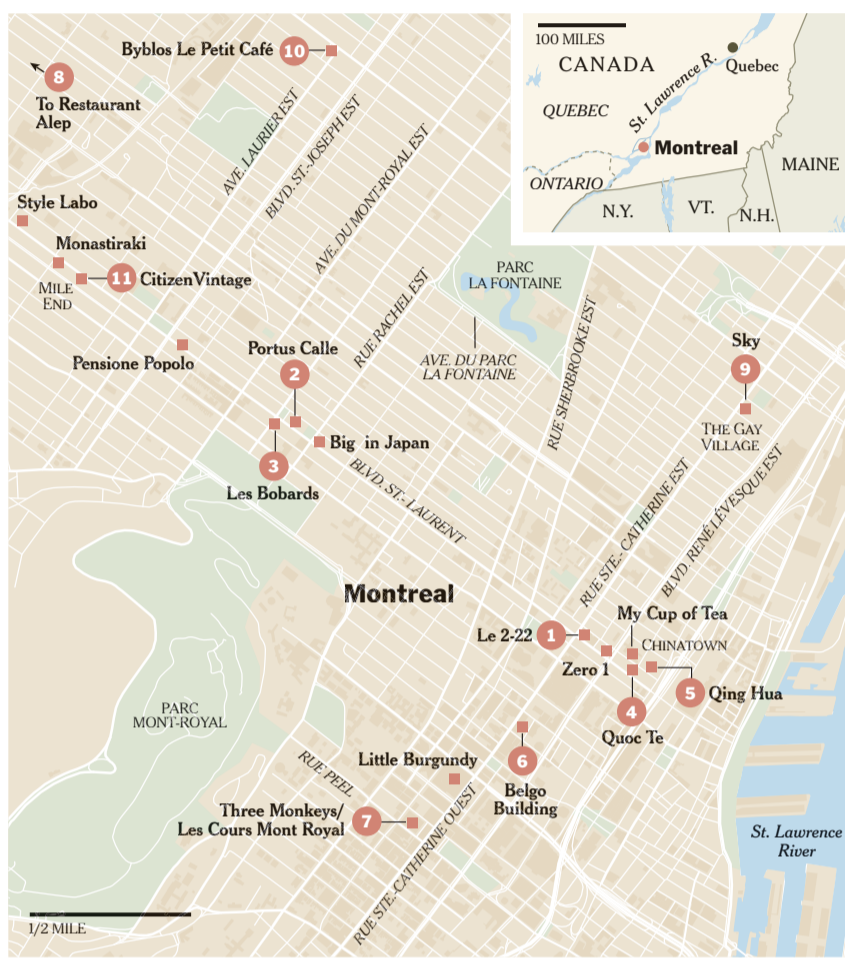 Byblos Le Petit Café 10
8
To Restaurant
Alep
AVE. LAURIER EST
BLVD. ST.-JOSEPH EST
AVE. DU MONT-ROYAL EST
100 MILES
CANADA
QUEBEC
St. Lawrence R.
Quebec
Montreal
ONTARIO
MAINE
N.Y.
VT.
N.H.
Style Labo
Monastiraki
11 Citizen Vintage
MILE
END
Pensione Popolo
PARC
LA FONTAINE
RUE RACHEL EST
AVE. DU PARC
LA FONTAINE
RUE SHERBROOKE EST
Portus Calle
2
Sky
9
THE GAY
VILLAGE
Big in Japan
3
Les Bobards
BLVD. ST.-LAURENT
RUE STE.-CATHERINE EST
BLVD. RENÉ LÉVESQUE EST
Montreal
My Cup of Tea
Le 2-22 1
CHINATOWN
Zero 1
5 Qing Hua
4
Quoc Te
PARC
MONT-ROYAL
RUE PEEL
Little Burgundy
6
Belgo
Building
Three Monkeys/
Les Cours Mont Royal 7
RUE STE.-CATHERINE OUEST
St. Lawrence
River
1/2 MILE